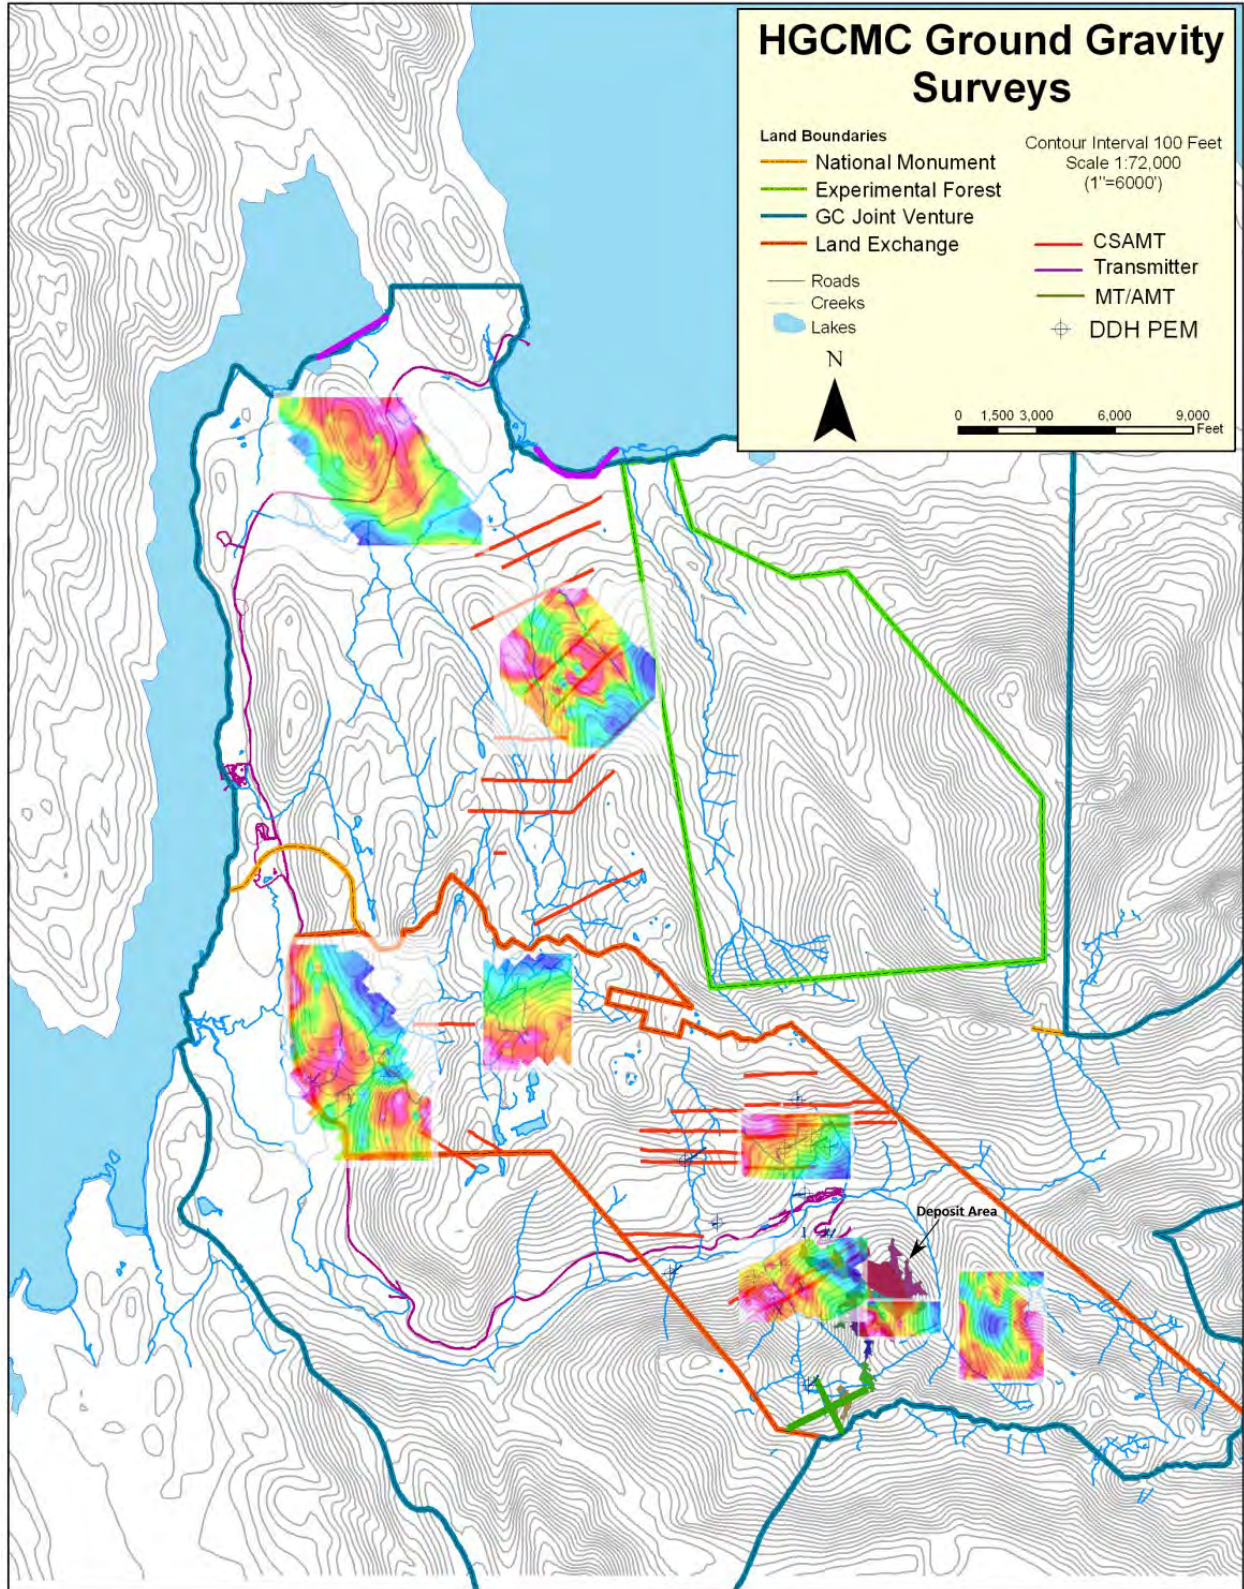 HGCMC Ground Gravity
Surveys
Land Boundaries
National Monument
Experimental Forest
GC Joint Venture
Land Exchange
Roads
Creeks
Lakes
Contour Interval 100 Feet
Scale 1:72,000
(1"=6000')
CSAMT
Transmitter
MT/AMT
DDH PEM
N
0 1,500 3,000 6,000 9,000
Feet
Deposit Area